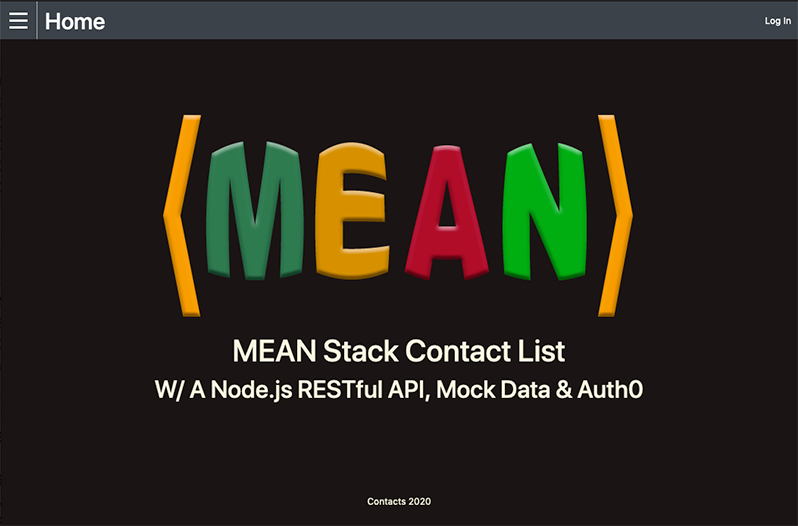 Home
Log In
⟨MEAN⟩
MEAN Stack Contact List
W/ A Node.js RESTful API, Mock Data & Auth0
Contacts 2020